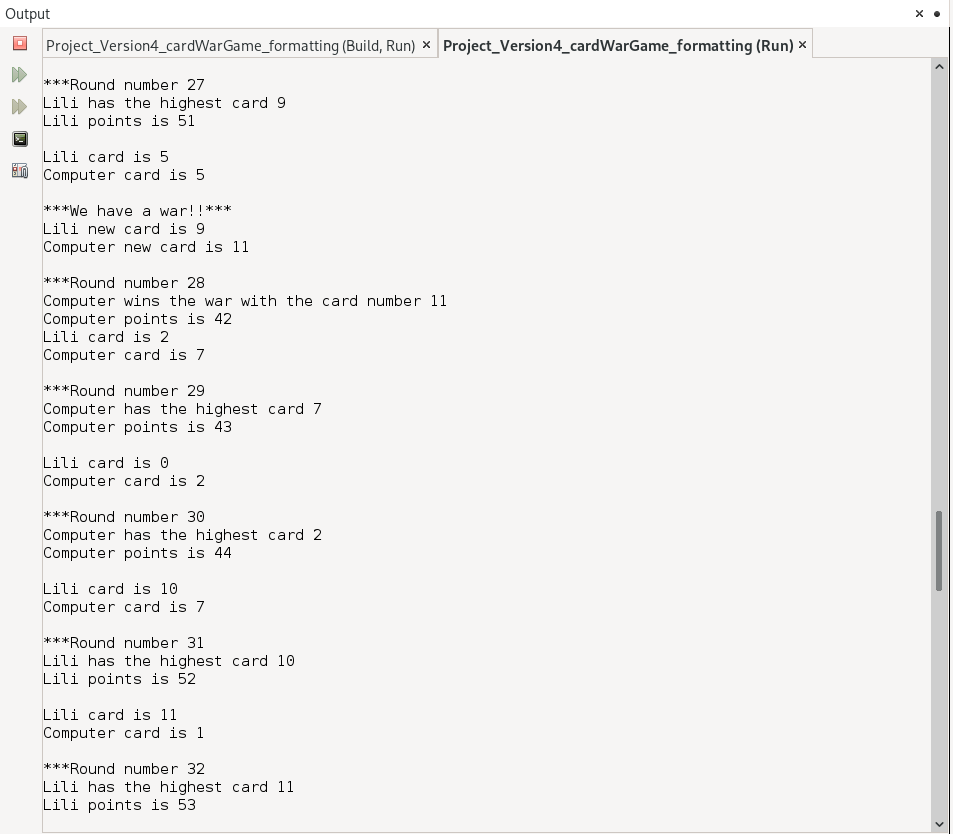 Output
Project_Version4_cardWarGame_formatting (Build, Run) × Project_Version4_cardWarGame_formatting (Run) ×
***Round number 27
Lili has the highest card 9
Lili points is 51
Lili card is 5
Computer card is 5
***We have a war!!***
Lili new card is 9
Computer new card is 11
***Round number 28
Computer wins the war with the card number 11
Computer points is 42
Lili card is 2
Computer card is 7
***Round number 29
Computer has the highest card 7
Computer points is 43
Lili card is 0
Computer card is 2
***Round number 30
Computer has the highest card 2
Computer points is 44
Lili card is 10
Computer card is 7
***Round number 31
Lili has the highest card 10
Lili points is 52
Lili card is 11
Computer card is 1
***Round number 32
Lili has the highest card 11
Lili points is 53